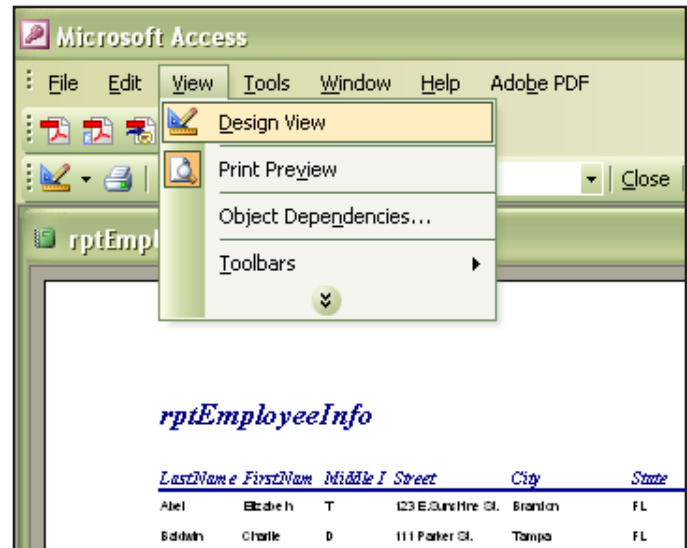 Microsoft Access
File Edit View Tools Window Help Adobe PDF
Design View
Print Preview
Close
Object Dependencies...
rptEmpl
Toolbars
rptEmployeeInfo
LastName FirstNam Middle I Street City State
Abel Elizabeth T 123 E.Sunshine St. Brandon FL
Baldwin Charlie D 111 Parker St. Tampa FL